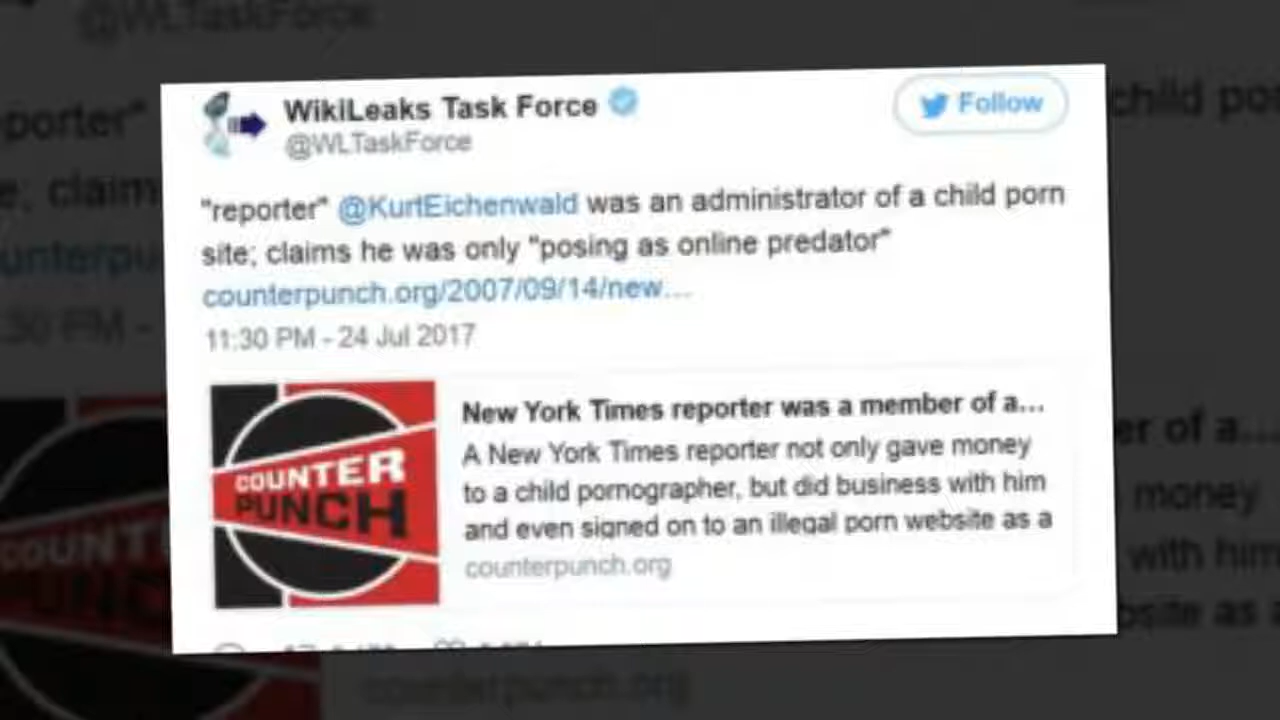 WikiLeaks Task Force
@WLTaskForce
Follow
"reporter" @KurtEichenwald was an administrator of a child porn
site; claims he was only "posing as online predator"
counterpunch.org/2007/09/14/new...
11:30 PM - 24 Jul 2017
COUNTER
PUNCH
New York Times reporter was a member of a...
A New York Times reporter not only gave money
to a child pornographer, but did business with him
and even signed on to an illegal porn website as a
counterpunch.org